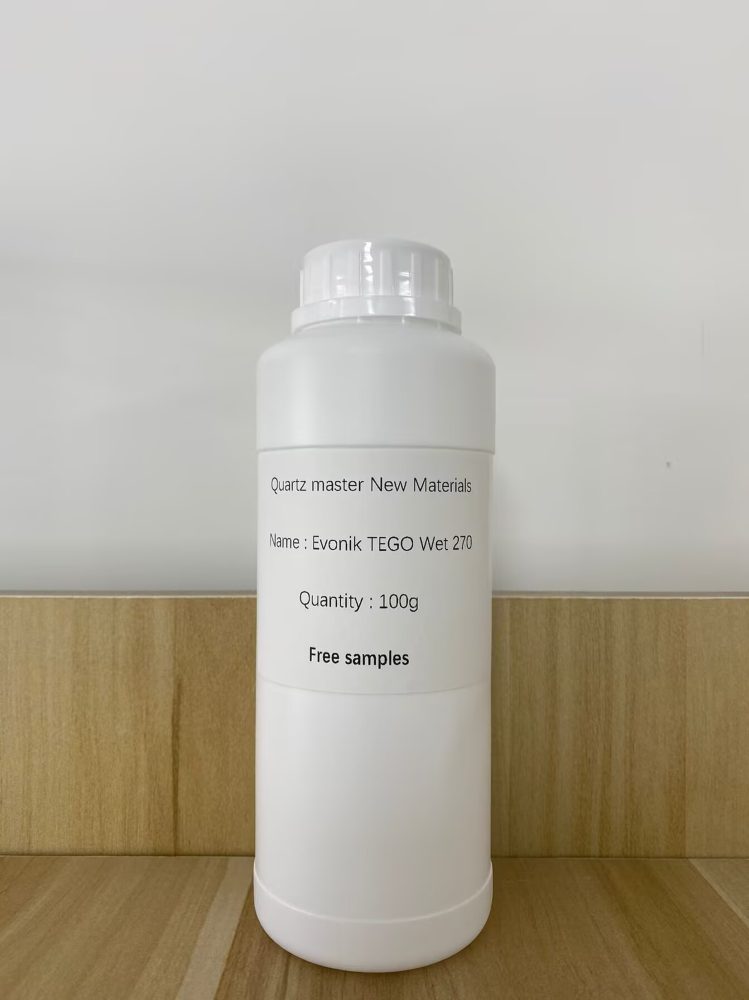 Quartz master New Materials
Name : Evonik TEGO Wet 270
Quantity : 100g
Free samples